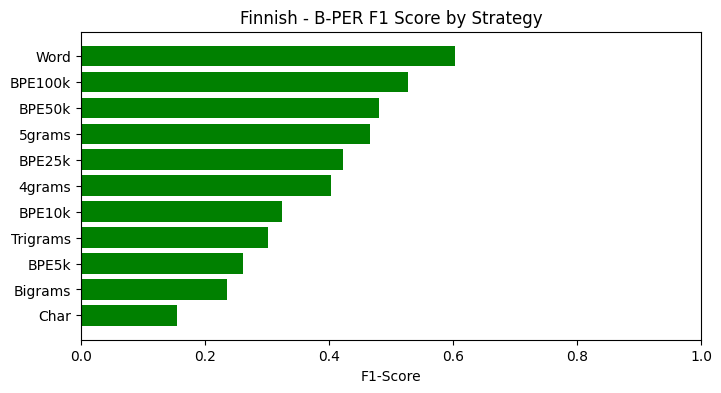 Finnish - B-PER F1 Score by Strategy
Word
BPE100k
BPE50k
5grams
BPE25k
4grams
BPE10k
Trigrams
BPE5k
Bigrams
Char
0.0 0.2 0.4 0.6 0.8 1.0
F1-Score